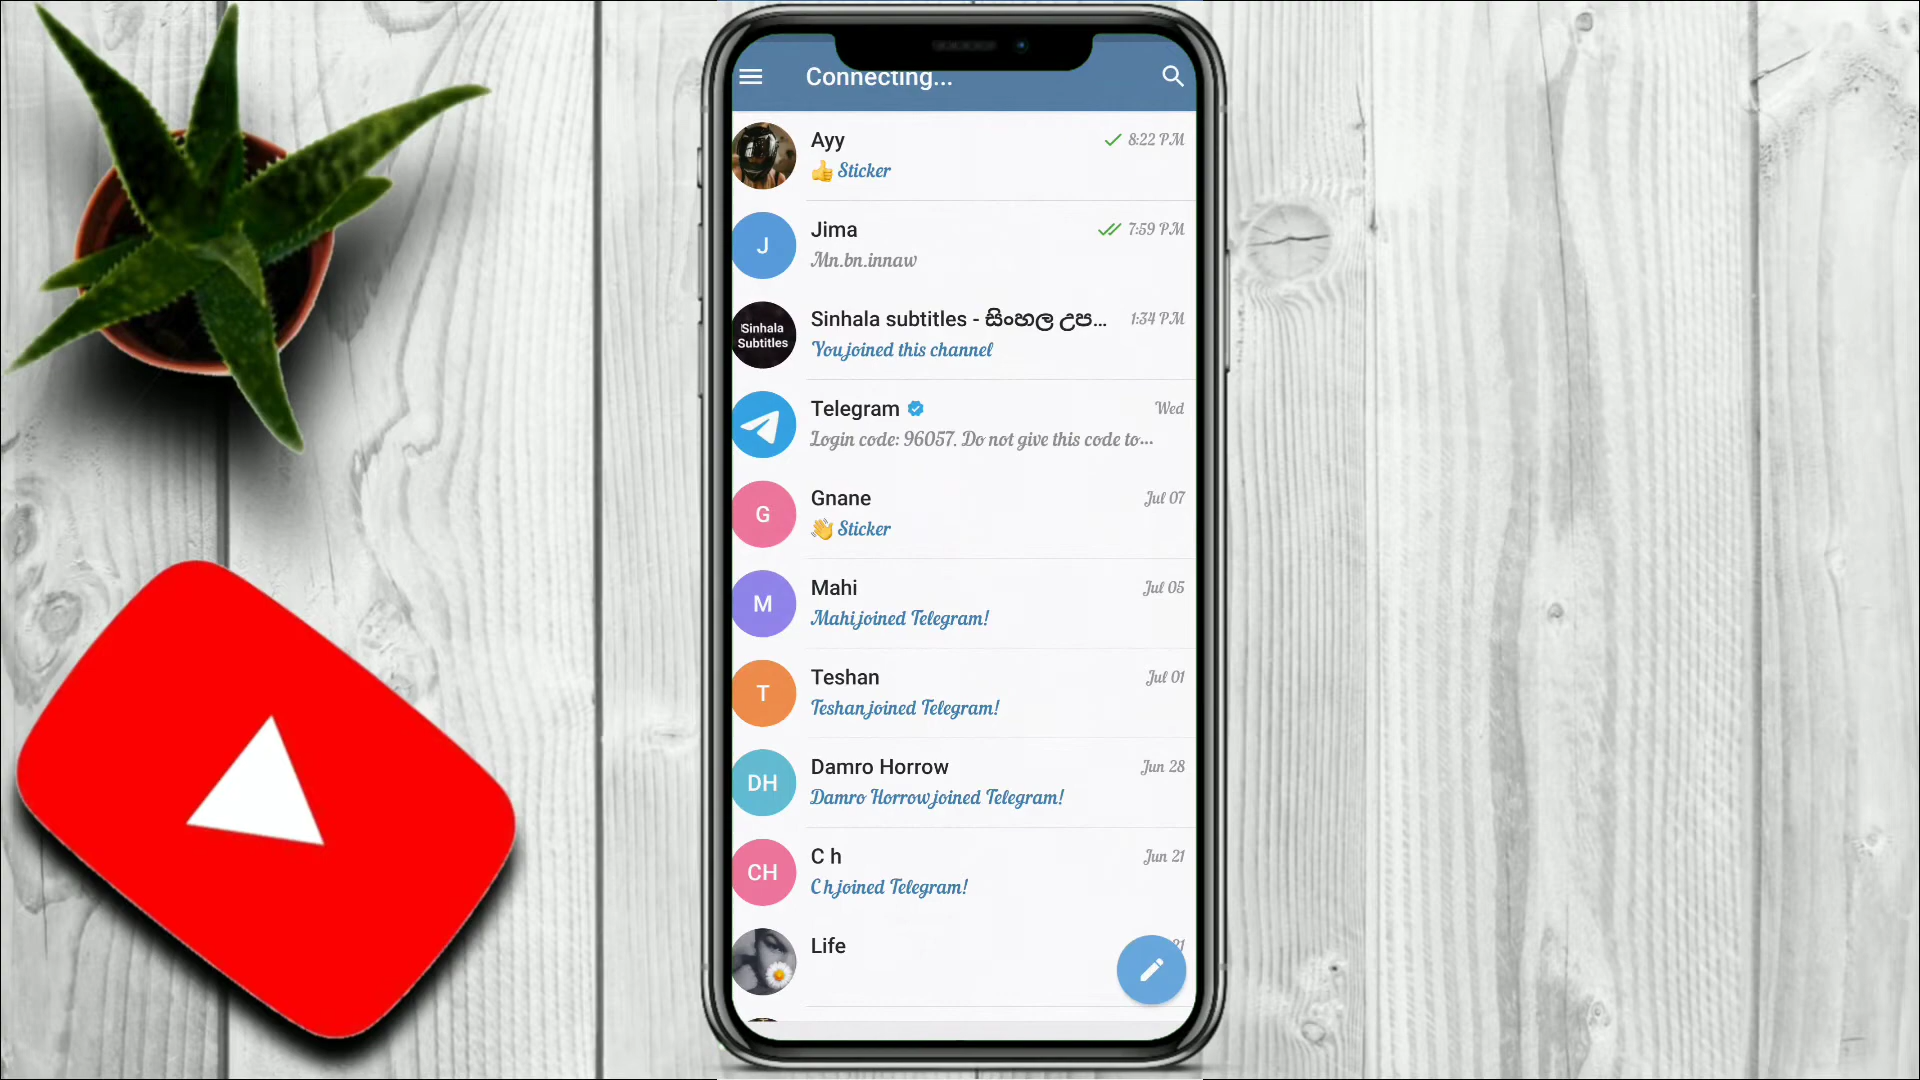 Connecting...
Ayy
8:22 PM
👍 Sticker
J
Jima
7:59 PM
Mn.bn.innaw
Sinhala
Subtitles
Sinhala subtitles - සිංහල උප...
1:34 PM
You joined this channel
Telegram
Wed
Login code: 96057. Do not give this code to...
G
Gnane
Jul 07
👋 Sticker
M
Mahi
Jul 05
Mahi joined Telegram!
T
Teshan
Jul 01
Teshan joined Telegram!
DH
Damro Horrow
Jun 28
Damro Horrow joined Telegram!
CH
C h
Jun 21
C h joined Telegram!
Life